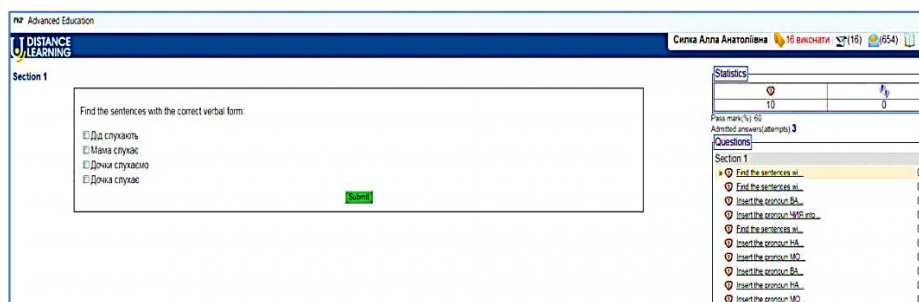 Advanced Education
DISTANCE LEARNING
Силка Алла Анатоліївна 16 виконати (16) (654)
Section 1
Find the sentences with the correct verbal form:
Дід слухають
Мама слухає
Дочки слухаємо
Дочка слухає
Submit
Statistics
10 0
Pass mark(%): 60
Admitted answers(attempts) 3
Questions
Section 1
» Find the sentences wi...
Find the sentences wi...
Insert the pronoun ВА...
Insert the pronoun ЧИЯ into...
Find the sentences wi...
Insert the pronoun НА...
Insert the pronoun МО...
Insert the pronoun ВА...
Insert the pronoun НА...
Insert the pronoun МО...